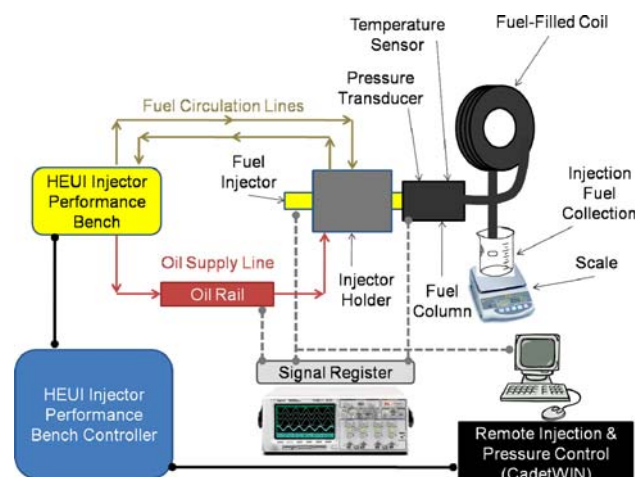 Temperature
Sensor
Fuel-Filled Coil
Pressure
Transducer
Fuel Circulation Lines
Fuel
Injector
HEUI Injector
Performance
Bench
Injection
Fuel
Collection
Oil Supply Line
Oil Rail
Injector
Holder
Fuel
Column
Scale
Signal Register
HEUI Injector
Performance
Bench Controller
Remote Injection &
Pressure Control
(CadetWIN)